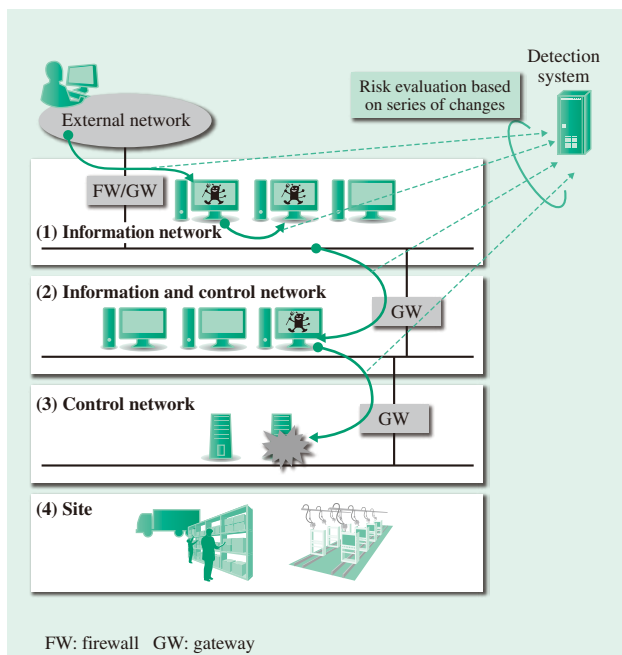 Detection
system
Risk evaluation based
on series of changes
External network
FW/GW
(1) Information network
(2) Information and control network
GW
(3) Control network
GW
(4) Site
FW: firewall GW: gateway